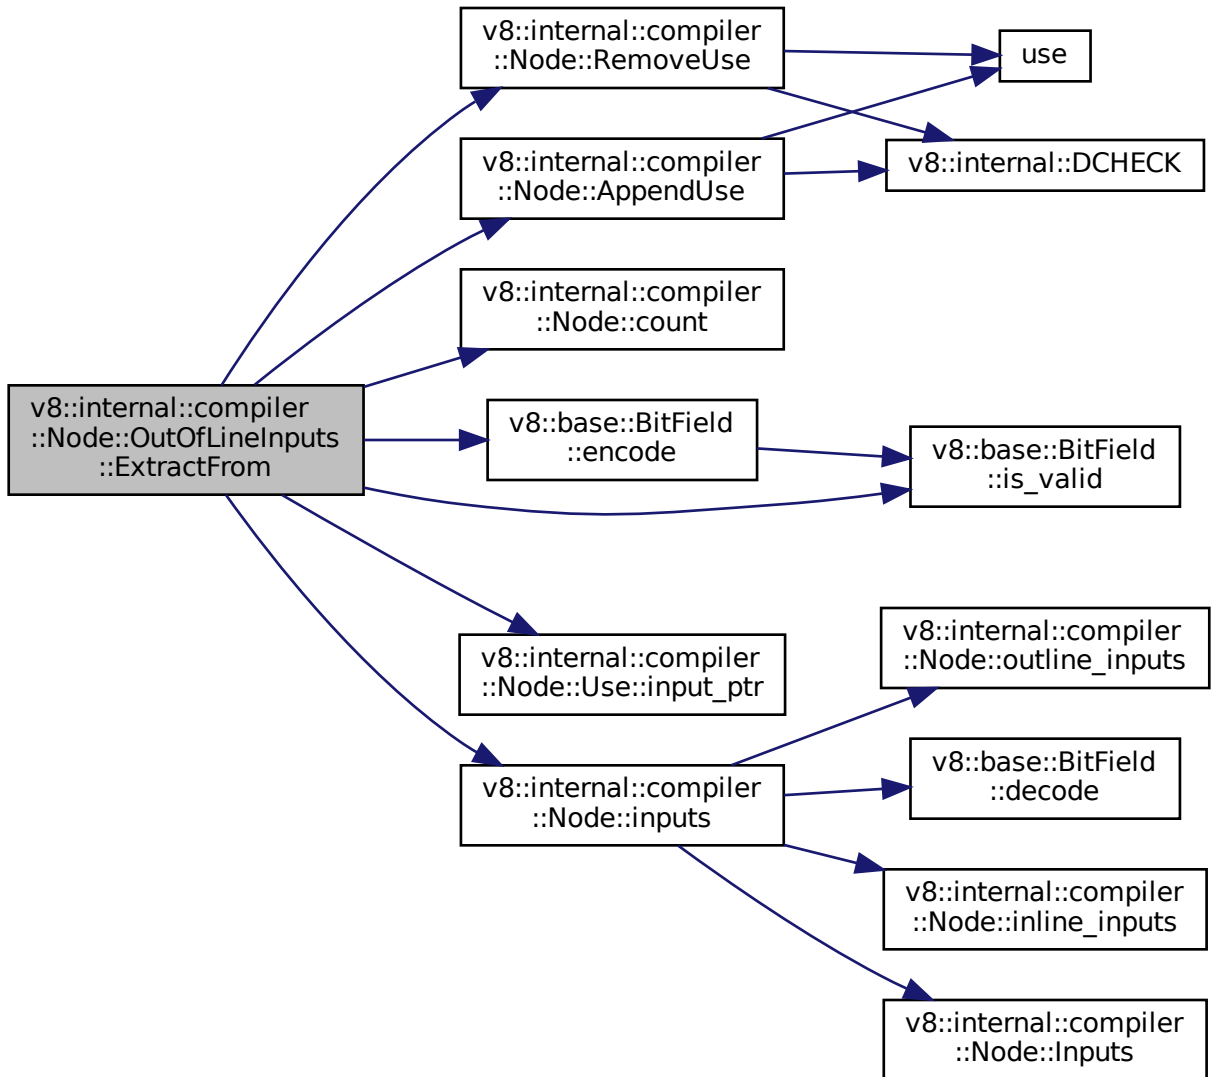 v8::internal::compiler
::Node::RemoveUse
use
v8::internal::compiler
::Node::AppendUse
v8::internal::DCHECK
v8::internal::compiler
::Node::count
v8::internal::compiler
::Node::OutOfLineInputs
::ExtractFrom
v8::base::BitField
::encode
v8::base::BitField
::is_valid
v8::internal::compiler
::Node::Use::input_ptr
v8::internal::compiler
::Node::outline_inputs
v8::internal::compiler
::Node::inputs
v8::base::BitField
::decode
v8::internal::compiler
::Node::inline_inputs
v8::internal::compiler
::Node::Inputs